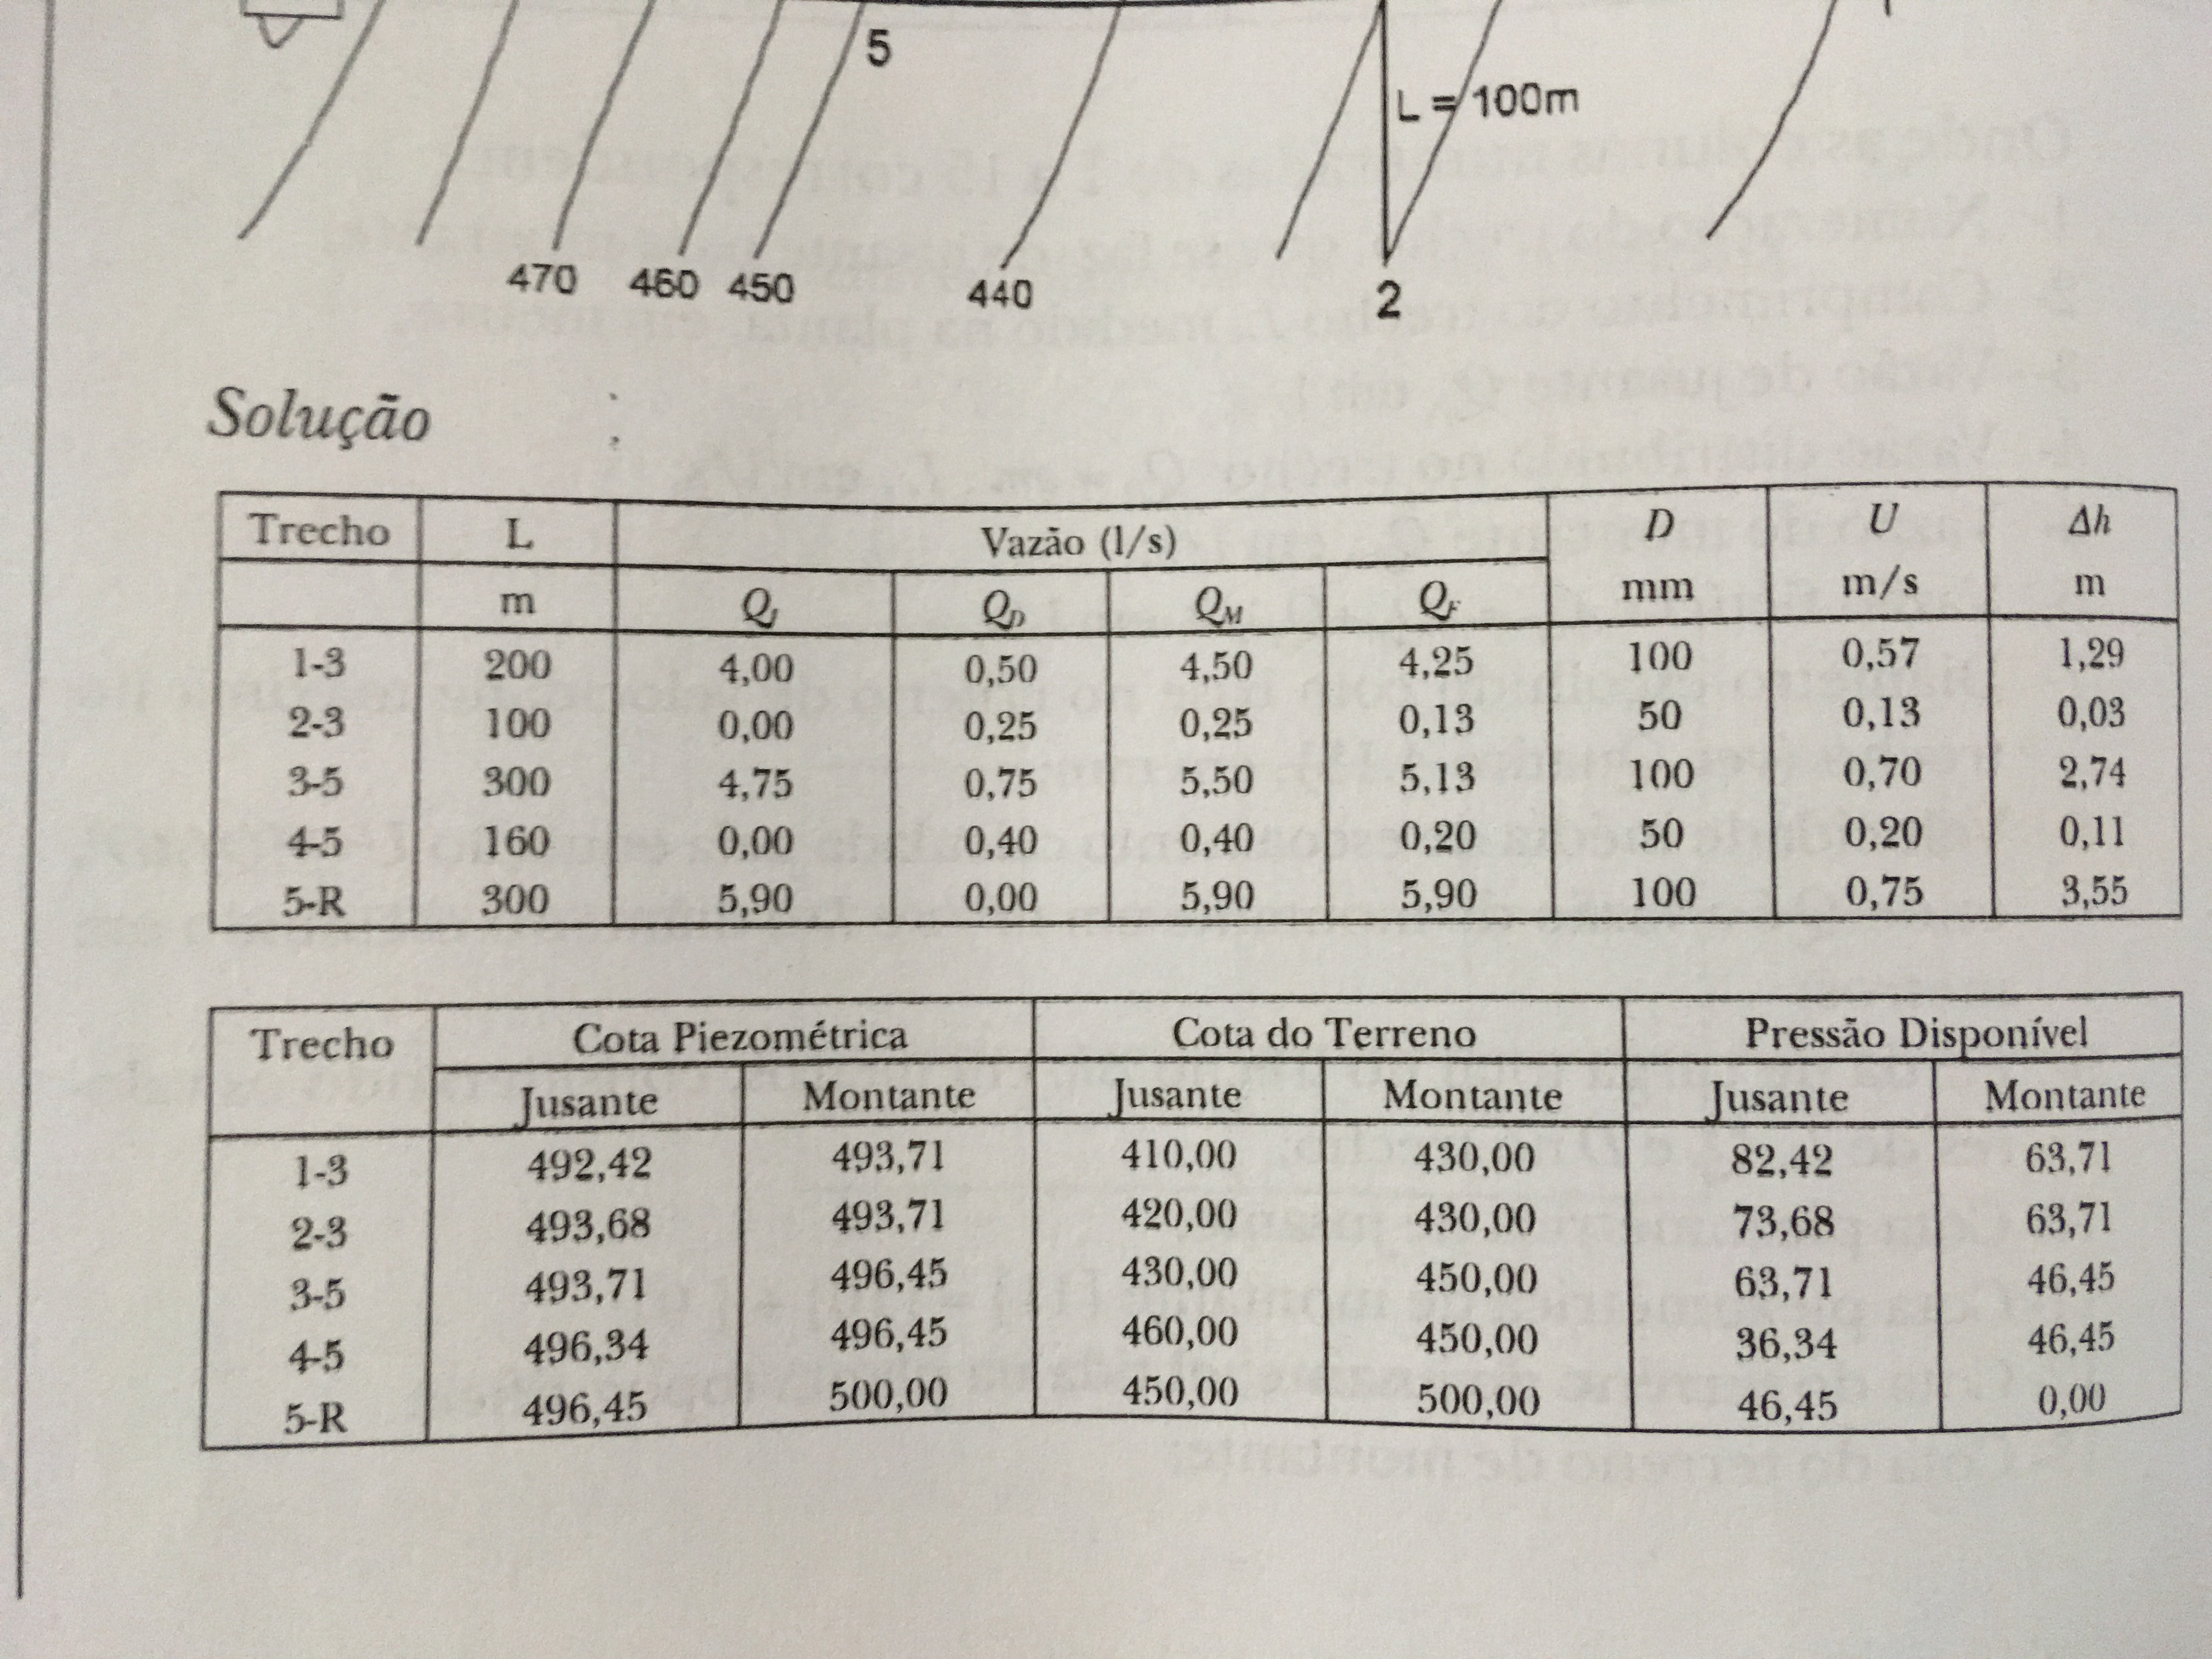 5
L = 100m
470 460 450 440 2
Solução :
Trecho L Vazão (l/s) D U Δh
m Q_J Q_D Q_M Q_F mm m/s m
1-3 200 4,00 0,50 4,50 4,25 100 0,57 1,29
2-3 100 0,00 0,25 0,25 0,13 50 0,13 0,03
3-5 300 4,75 0,75 5,50 5,13 100 0,70 2,74
4-5 160 0,00 0,40 0,40 0,20 50 0,20 0,11
5-R 300 5,90 0,00 5,90 5,90 100 0,75 3,55
Trecho Cota Piezométrica Cota do Terreno Pressão Disponível
Jusante Montante Jusante Montante Jusante Montante
1-3 492,42 493,71 410,00 430,00 82,42 63,71
2-3 493,68 493,71 420,00 430,00 73,68 63,71
3-5 493,71 496,45 430,00 450,00 63,71 46,45
4-5 496,34 496,45 460,00 450,00 36,34 46,45
5-R 496,45 500,00 450,00 500,00 46,45 0,00